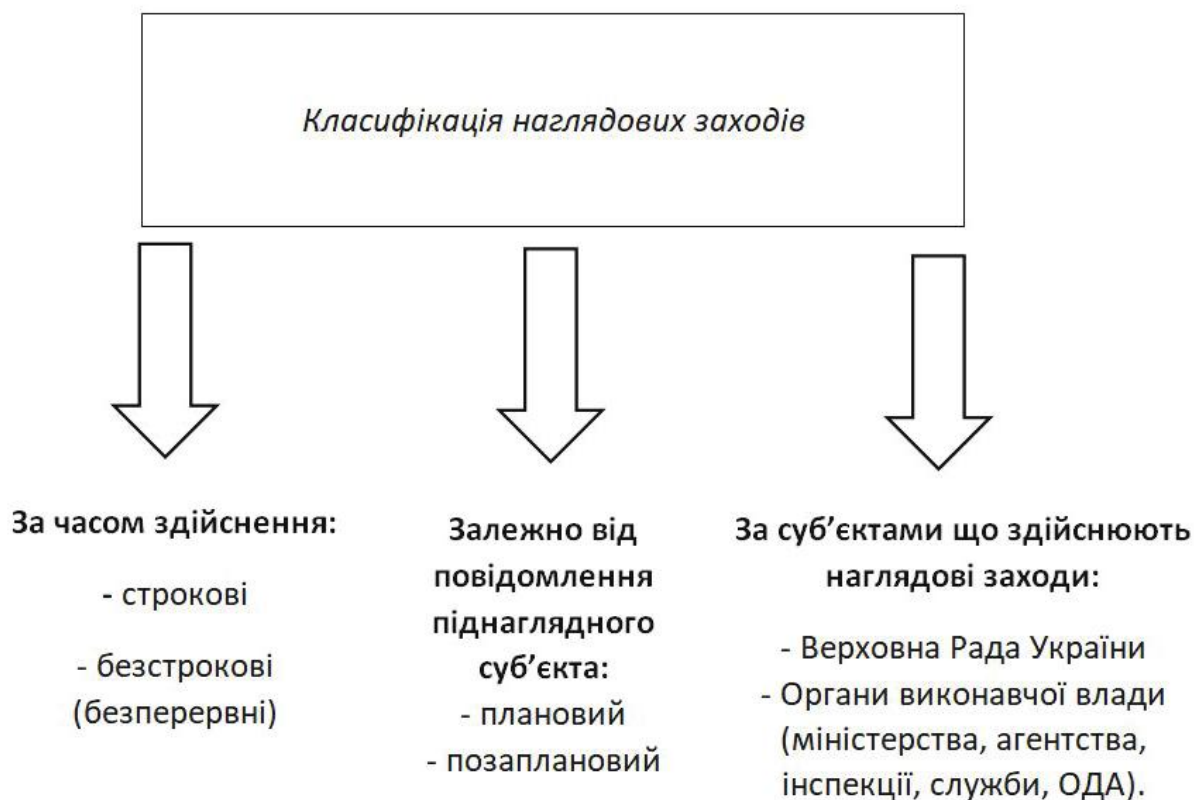 Класифікація наглядових заходів
За часом здійснення:
- строкові
- безстрокові
(безперервні)
Залежно від
повідомлення
піднаглядного
суб’єкта:
- плановий
- позаплановий
За суб’єктами що здійснюють
наглядові заходи:
- Верховна Рада України
- Органи виконавчої влади
(міністерства, агентства,
інспекції, служби, ОДА).